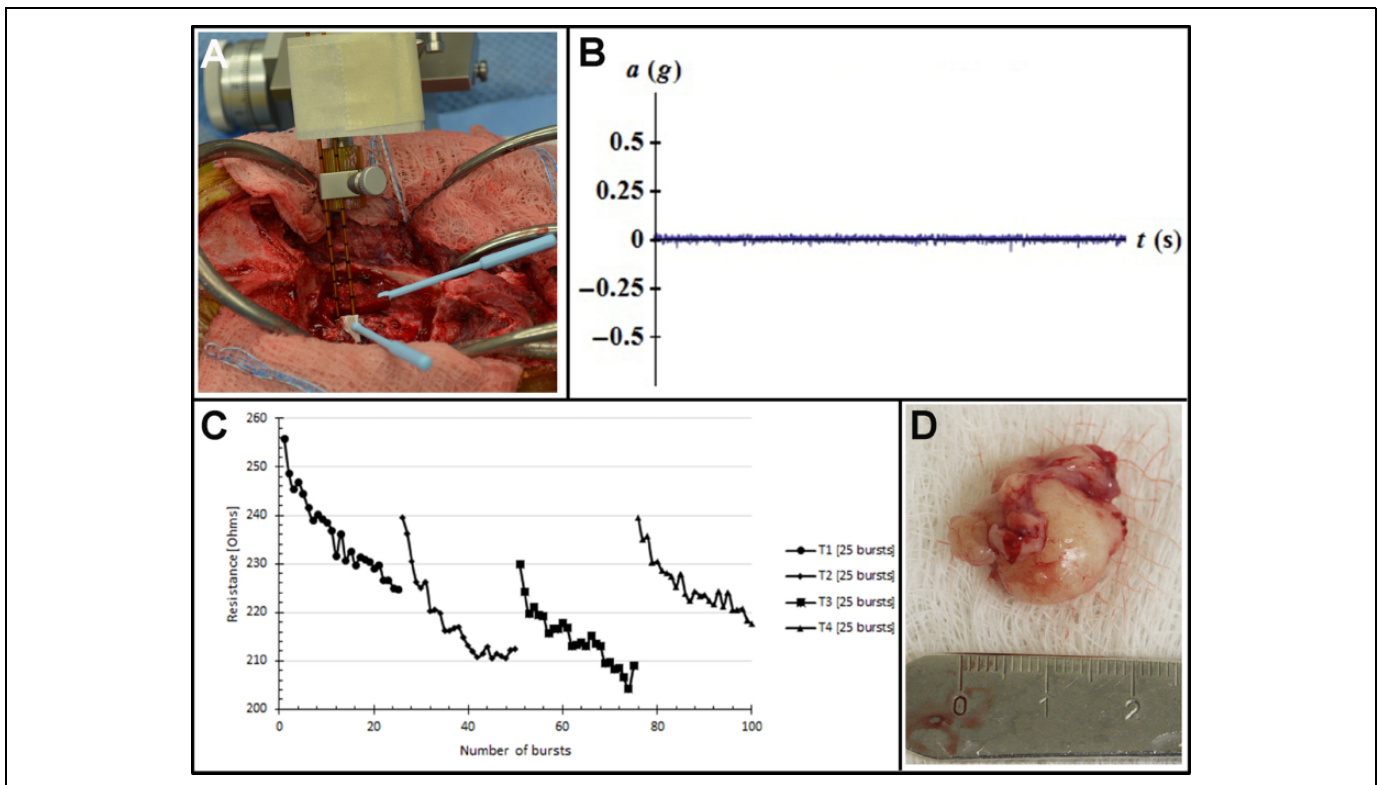 A
B
a (g)
0.5
0.25
0
t (s)
−0.25
−0.5
C
260
250
240
230
220
210
200
Resistance [Ohms]
0
20
40
60
80
100
Number of bursts
T1 [25 bursts]
T2 [25 bursts]
T3 [25 bursts]
T4 [25 bursts]
D
0 1 2